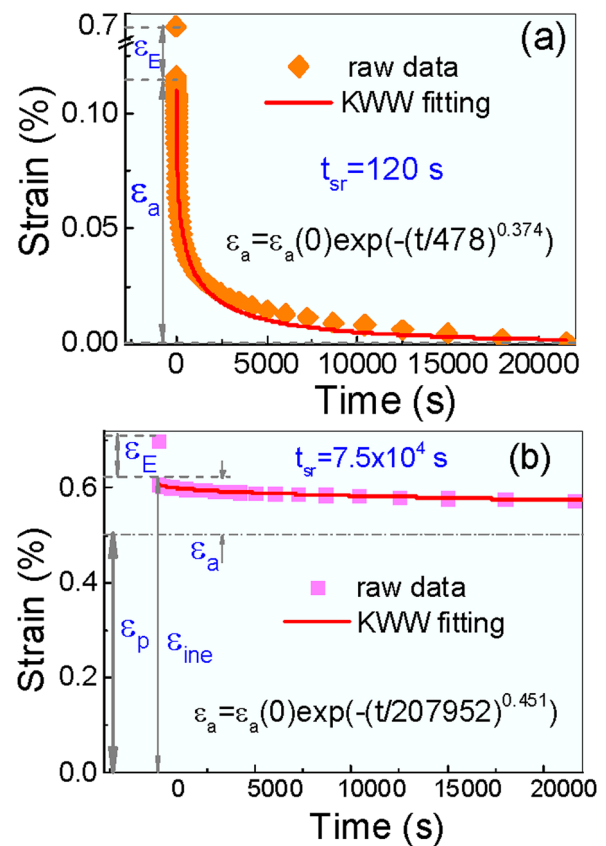 0.7
(a)
εE
raw data
0.10
KWW fitting
tsr=120 s
εa
0.05
εa=εa(0)exp(-(t/478)^0.374)
0.00
Strain (%)
0 5000 10000 15000 20000
Time (s)
tsr=7.5x10^4 s
(b)
εE
0.6
εa
0.4
raw data
εp
εine
KWW fitting
0.2
εa=εa(0)exp(-(t/207952)^0.451)
0.0
Strain (%)
0 5000 10000 15000 20000
Time (s)